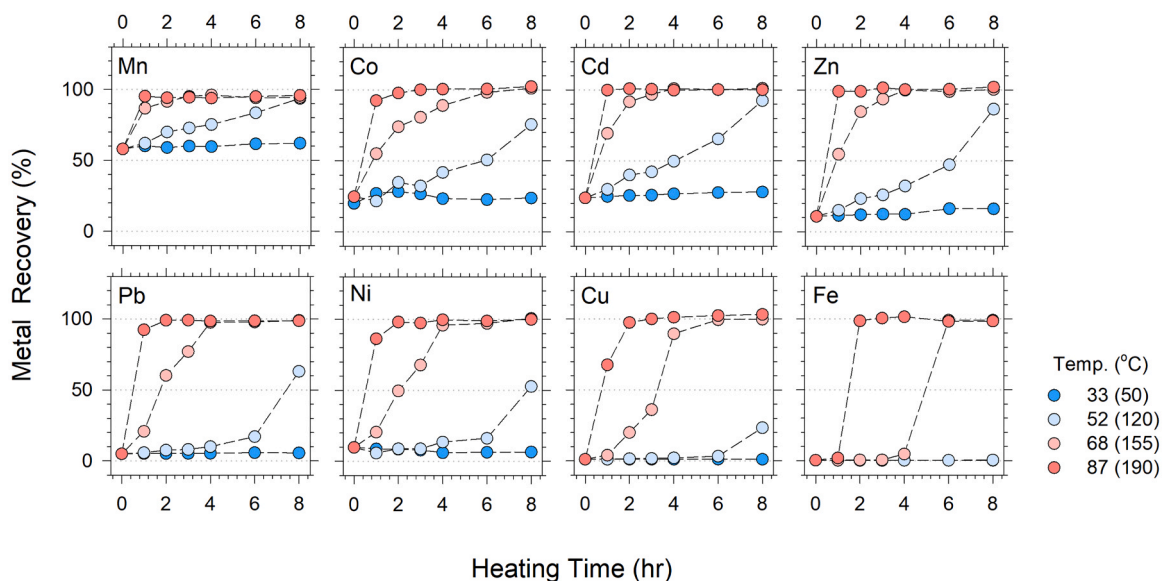 0 2 4 6 8 0 2 4 6 8 0 2 4 6 8 0 2 4 6 8
Mn Co Cd Zn
100
50
0
Pb Ni Cu Fe
100
50
0
0 2 4 6 8 0 2 4 6 8 0 2 4 6 8 0 2 4 6 8
Metal Recovery (%)
Heating Time (hr)
Temp. (°C)
33 (50)
52 (120)
68 (155)
87 (190)